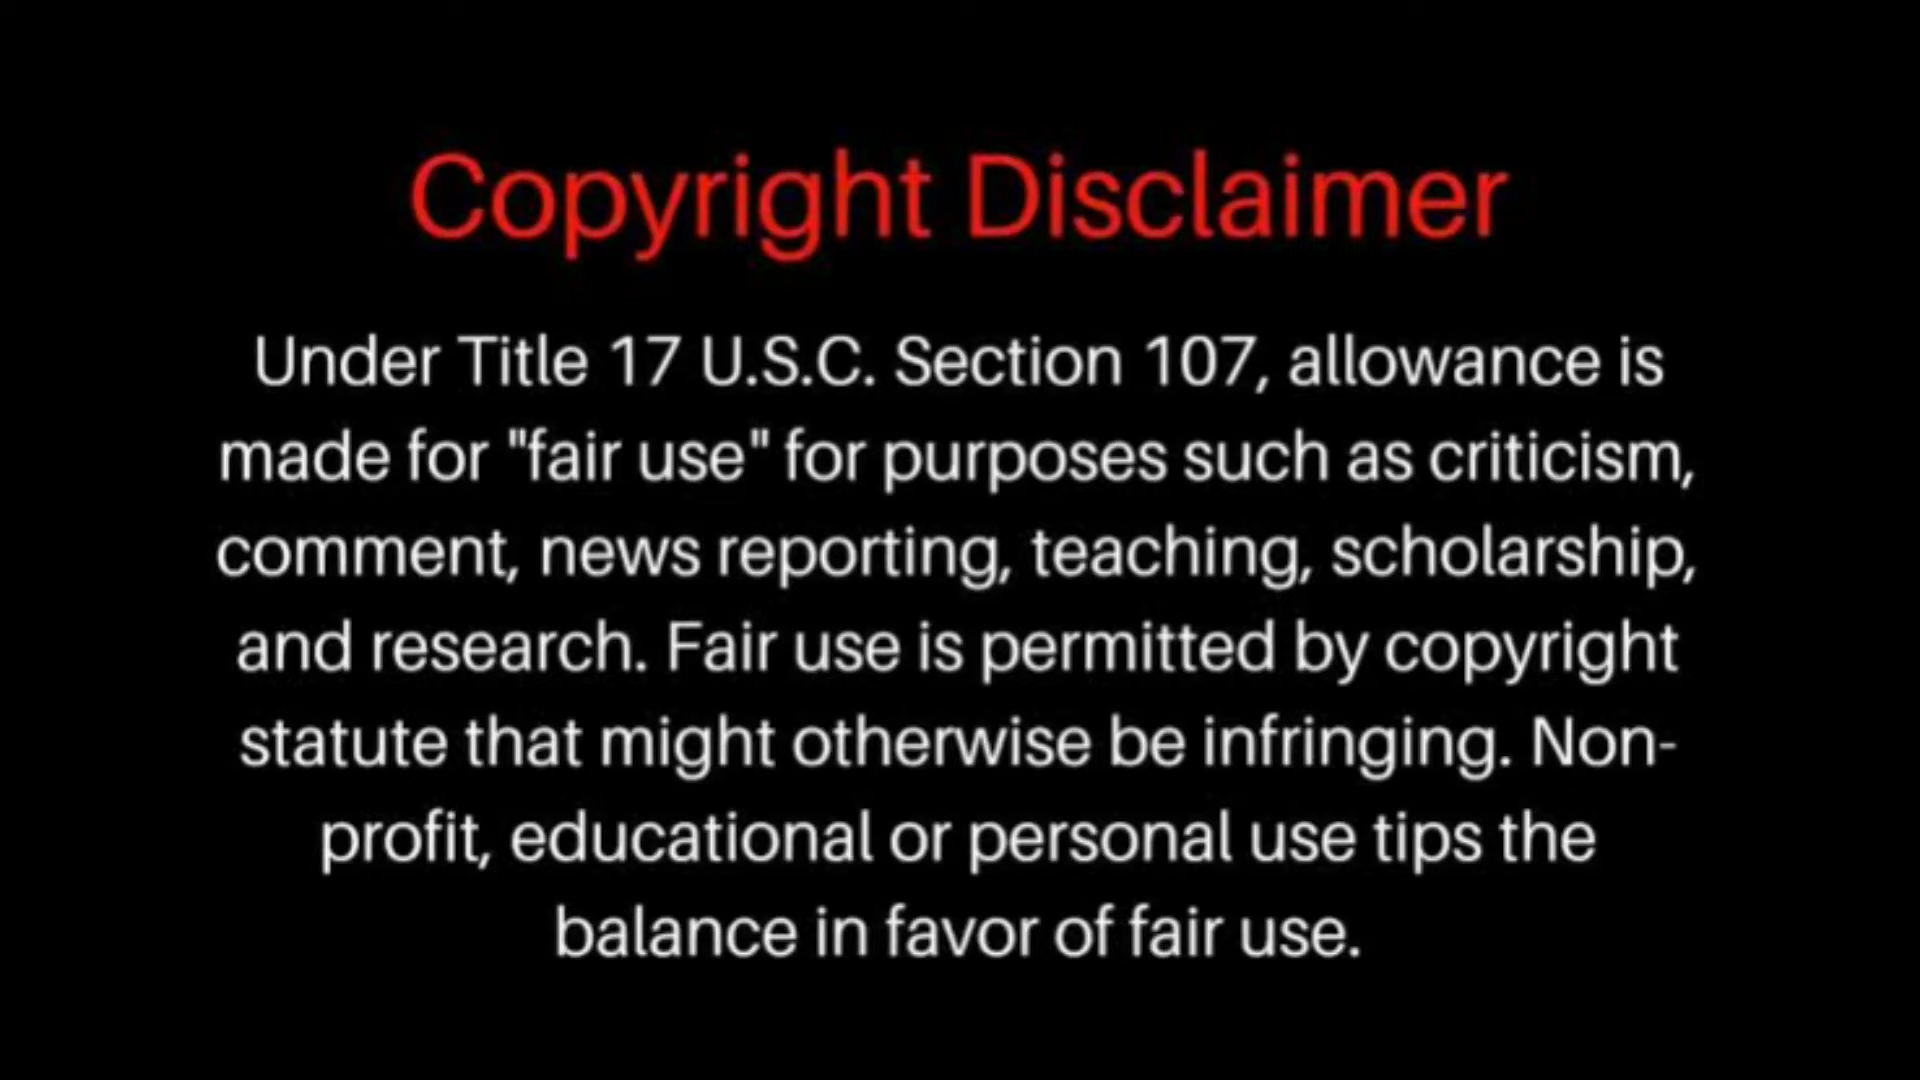 Copyright Disclaimer
Under Title 17 U.S.C. Section 107, allowance is
made for "fair use" for purposes such as criticism,
comment, news reporting, teaching, scholarship,
and research. Fair use is permitted by copyright
statute that might otherwise be infringing. Non-
profit, educational or personal use tips the
balance in favor of fair use.